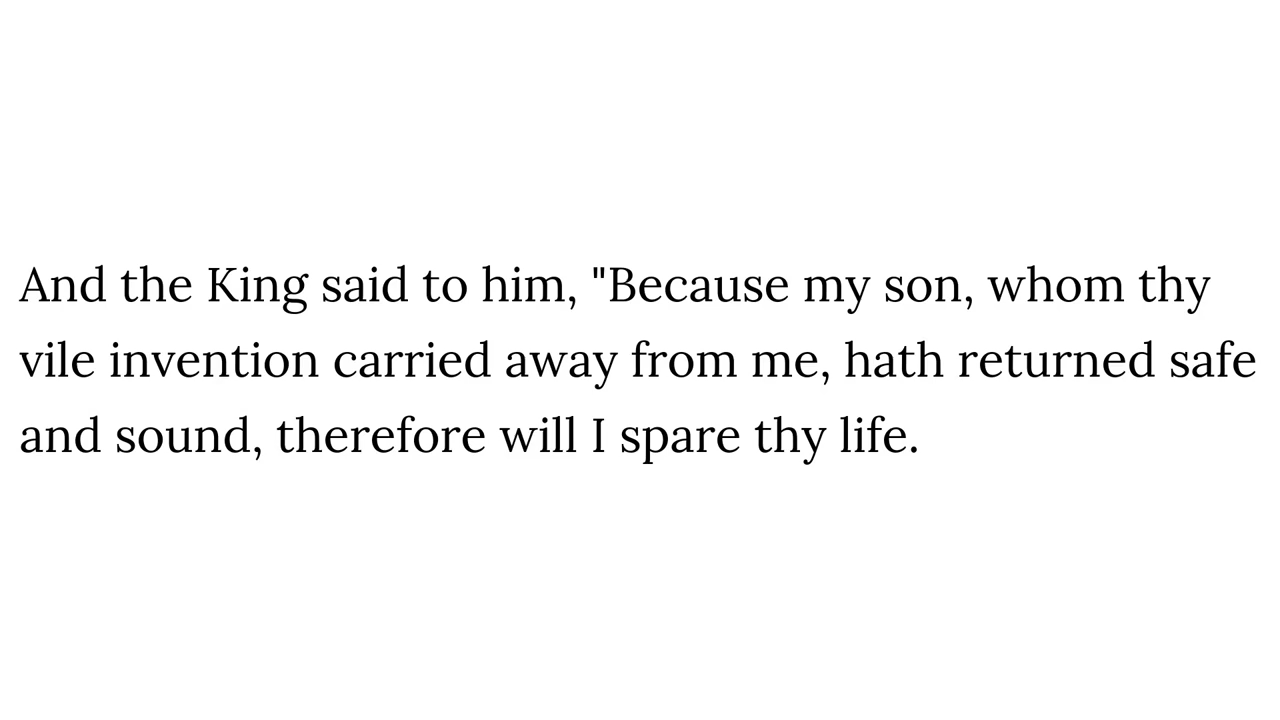 And the King said to him, "Because my son, whom thy
vile invention carried away from me, hath returned safe
and sound, therefore will I spare thy life.